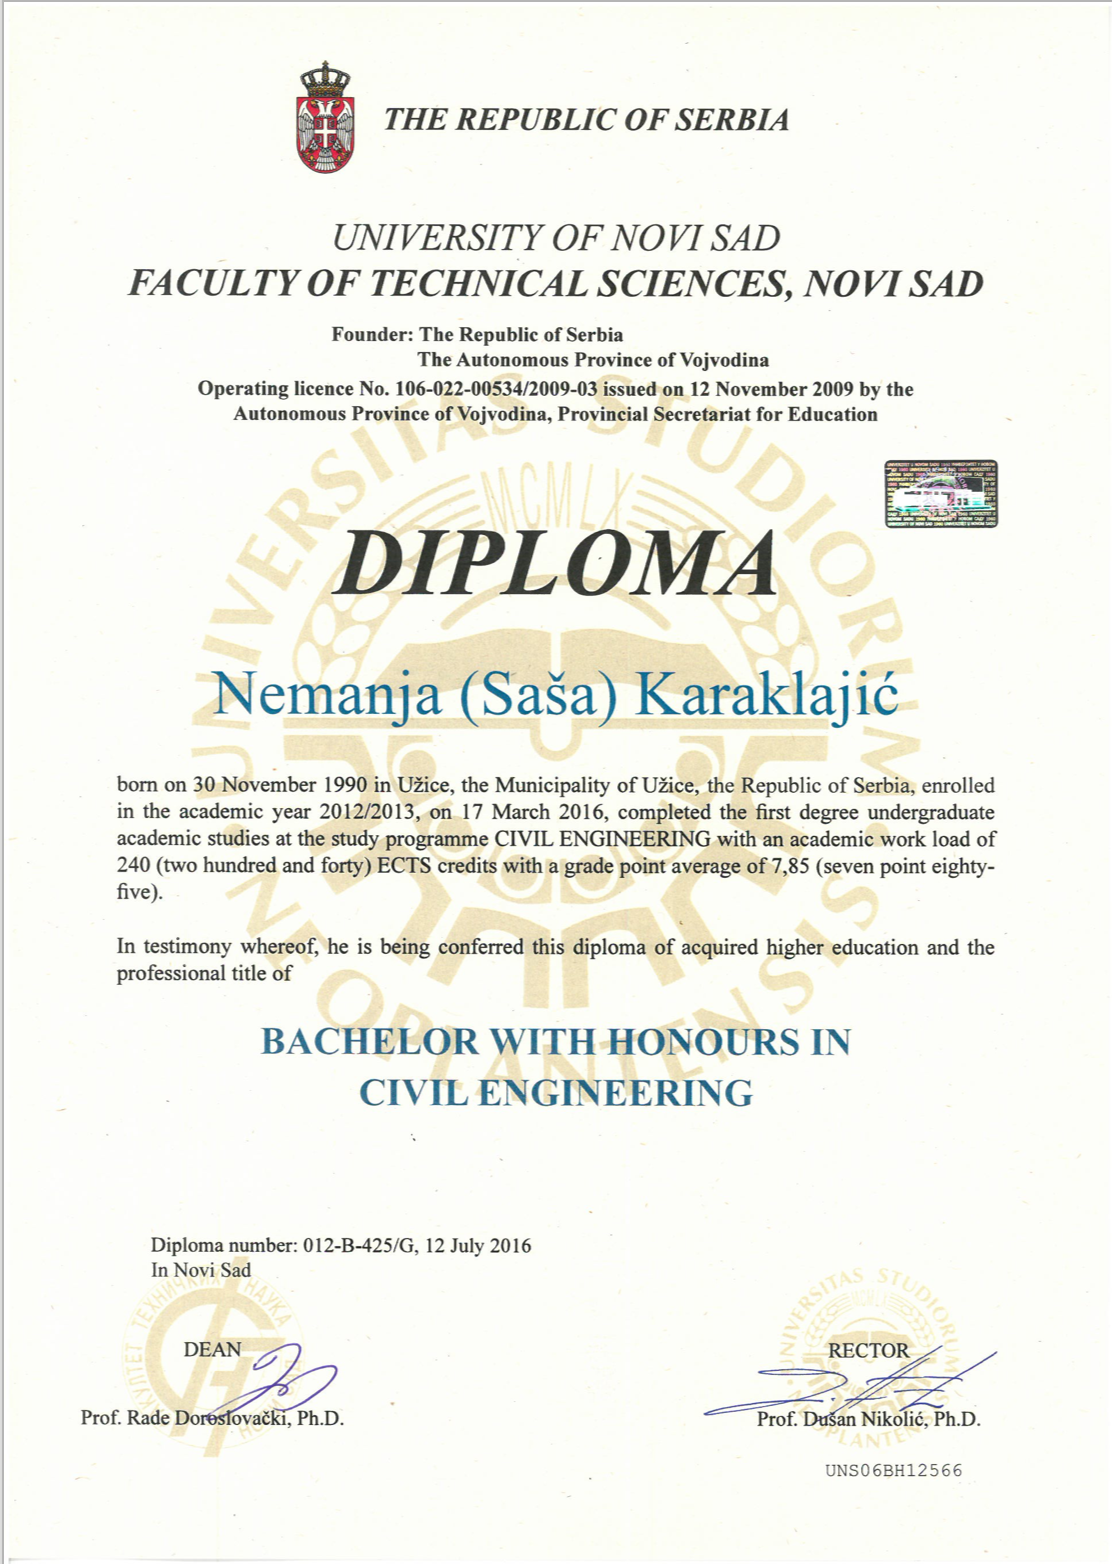 THE REPUBLIC OF SERBIA
UNIVERSITY OF NOVI SAD
FACULTY OF TECHNICAL SCIENCES, NOVI SAD
Founder: The Republic of Serbia
The Autonomous Province of Vojvodina
Operating licence No. 106-022-00534/2009-03 issued on 12 November 2009 by the
Autonomous Province of Vojvodina, Provincial Secretariat for Education
UNIVERSITAS STUDIORUM
MCMLX
DIPLOMA
Nemanja (Saša) Karaklajić
born on 30 November 1990 in Užice, the Municipality of Užice, the Republic of Serbia, enrolled
in the academic year 2012/2013, on 17 March 2016, completed the first degree undergraduate
academic studies at the study programme CIVIL ENGINEERING with an academic work load of
240 (two hundred and forty) ECTS credits with a grade point average of 7,85 (seven point eighty-
five).
In testimony whereof, he is being conferred this diploma of acquired higher education and the
professional title of
NEOPLANTENSIS
BACHELOR WITH HONOURS IN
CIVIL ENGINEERING
Diploma number: 012-B-425/G, 12 July 2016
In Novi Sad
ФАКУЛТЕТ ТЕХНИЧКИХ НАУКА
UNIVERSITAS STUDIORUM
MCMLX
NEOPLANTENSIS
DEAN
RECTOR
Prof. Rade Doroslovački, Ph.D.
Prof. Dušan Nikolić, Ph.D.
UNS06BH12566